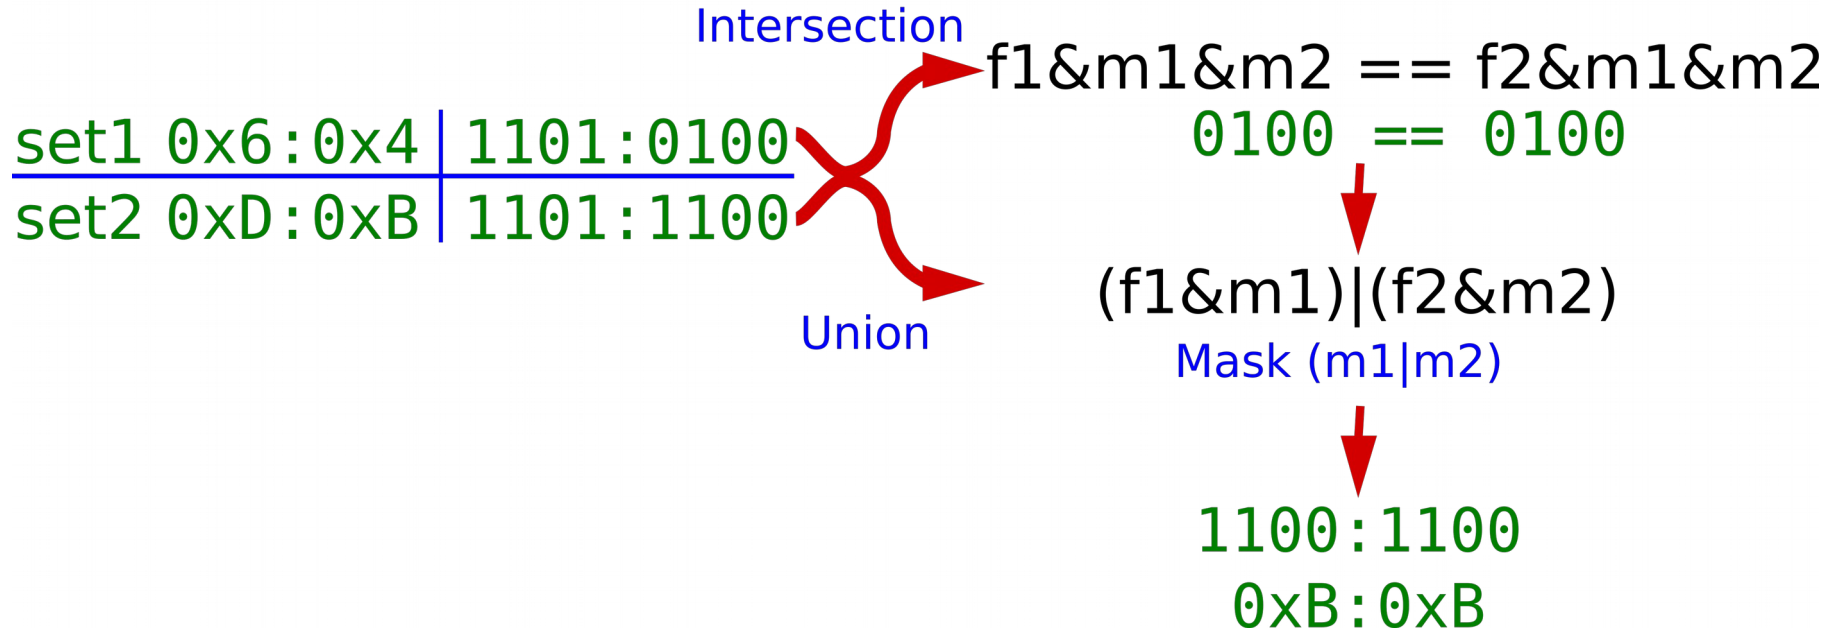 Intersection
f1&m1&m2 == f2&m1&m2
0100 == 0100
set1 0x6:0x4 1101:0100
set2 0xD:0xB 1101:1100
(f1&m1)|(f2&m2)
Union
Mask (m1|m2)
1100:1100
0xB:0xB